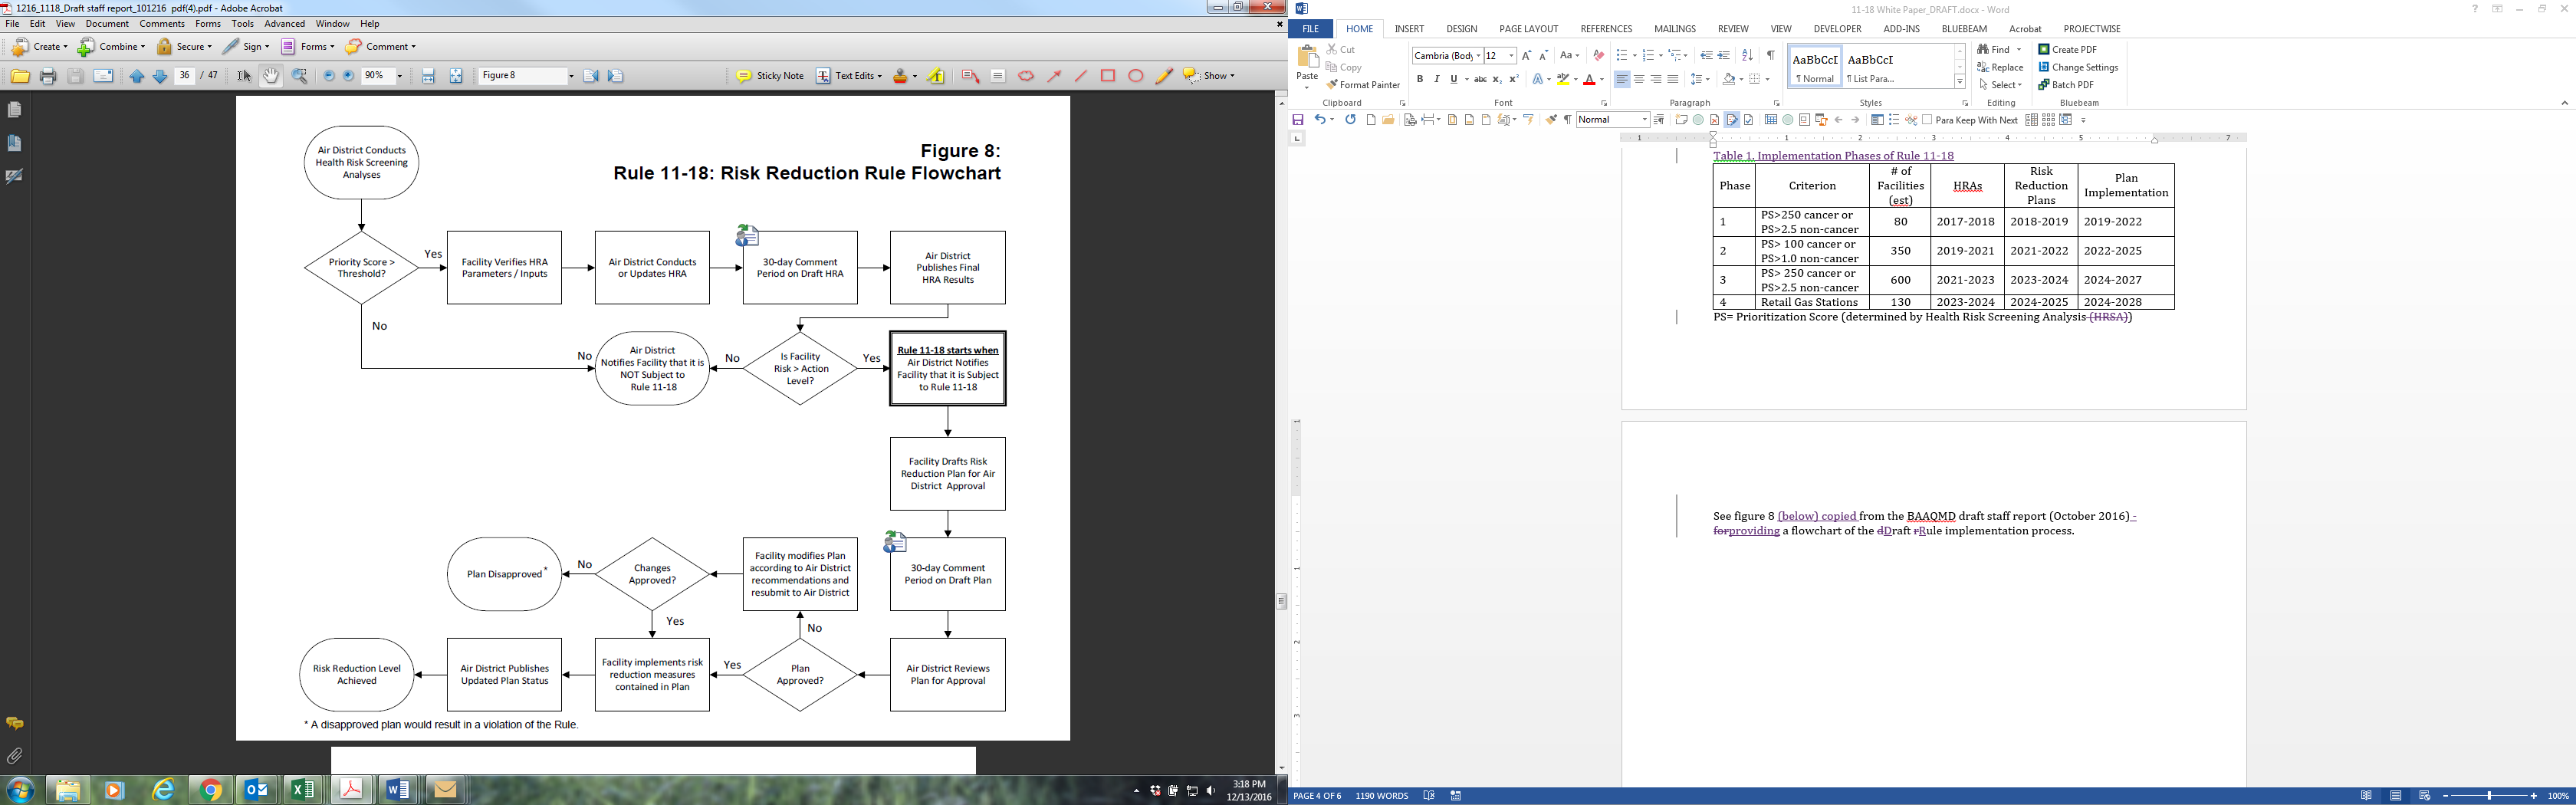 1216_1118_Draft staff report_101216 pdf(4).pdf - Adobe Acrobat
File Edit View Document Comments Forms Tools Advanced Window Help
Create Combine Secure Sign Forms Comment
36 / 47 90% Figure 8 Sticky Note Text Edits Show
Figure 8:
Rule 11-18: Risk Reduction Rule Flowchart
Air District Conducts
Health Risk Screening
Analyses
Priority Score >
Threshold?
Yes
No
Facility Verifies HRA
Parameters / Inputs
Air District Conducts
or Updates HRA
30-day Comment
Period on Draft HRA
Air District
Publishes Final
HRA Results
No
Air District
Notifies Facility that it is
NOT Subject to
Rule 11-18
No
Is Facility
Risk > Action
Level?
Yes
Rule 11-18 starts when
Air District Notifies
Facility that it is Subject
to Rule 11-18
Facility Drafts Risk
Reduction Plan for Air
District Approval
30-day Comment
Period on Draft Plan
Air District Reviews
Plan for Approval
Plan
Approved?
No
Yes
Facility modifies Plan
according to Air District
recommendations and
resubmit to Air District
Changes
Approved?
No
Yes
Plan Disapproved*
Facility implements risk
reduction measures
contained in Plan
Air District Publishes
Updated Plan Status
Risk Reduction Level
Achieved
* A disapproved plan would result in a violation of the Rule.
3:18 PM
12/13/2016
11-18 White Paper_DRAFT.docx - Word
FILE HOME INSERT DESIGN PAGE LAYOUT REFERENCES MAILINGS REVIEW VIEW DEVELOPER ADD-INS BLUEBEAM Acrobat PROJECTWISE
Paste
Cut
Copy
Format Painter
Clipboard
Cambria (Body) 12
Font
Paragraph
AaBbCcI AaBbCcI
¶ Normal ¶ List Para...
Styles
Find
Replace
Select
Editing
Create PDF
Change Settings
Batch PDF
Bluebeam
Normal Para Keep With Next
Table 1. Implementation Phases of Rule 11-18
Phase Criterion # of Facilities (est) HRAs Risk Reduction Plans Plan Implementation
1 PS>250 cancer or PS>2.5 non-cancer 80 2017-2018 2018-2019 2019-2022
2 PS> 100 cancer or PS>1.0 non-cancer 350 2019-2021 2021-2022 2022-2025
3 PS> 250 cancer or PS>2.5 non-cancer 600 2021-2023 2023-2024 2024-2027
4 Retail Gas Stations 130 2023-2024 2024-2025 2024-2028
PS= Prioritization Score (determined by Health Risk Screening Analysis (HRSA))
See figure 8 (below) copied from the BAAQMD draft staff report (October 2016) -
forproviding a flowchart of the dDraft rRule implementation process.
PAGE 4 OF 6 1190 WORDS 100%